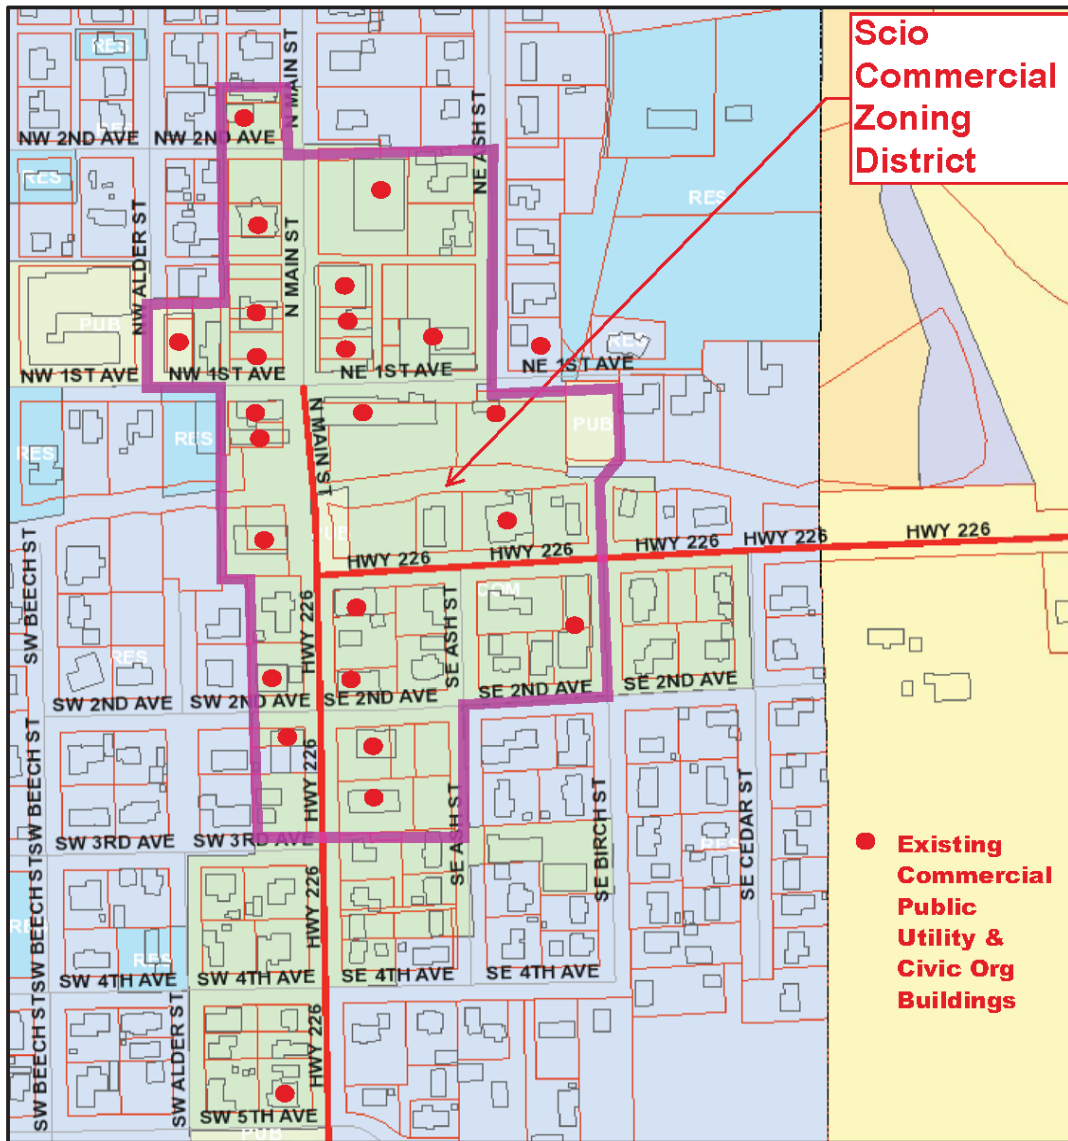 Scio
Commercial
Zoning
District
RES
N MAIN ST
NE ASH ST
NW 2ND AVE
NW 2ND AVE
RES
RES
RES
NW ALDER ST
N MAIN ST
PUB
NW 1ST AVE
NW 1ST AVE
NE 1ST AVE
NE 1ST AVE
RES
N MAIN ST
PUB
RES
RES
HWY 226
HWY 226
HWY 226
HWY 226
HWY 226
SW BEECH ST
HWY 226
COM
SE ASH ST
RES
SW 2ND AVE
SW 2ND AVE
SE 2ND AVE
SE 2ND AVE
SE 2ND AVE
SW BEECH ST
HWY 226
SW 3RD AVE
SW 3RD AVE
SE ASH ST
SE BIRCH ST
SE CEDAR ST
RES
Existing
Commercial
Public
Utility &
Civic Org
Buildings
SW BEECH ST
HWY 226
RES
SW 4TH AVE
SW 4TH AVE
SE 4TH AVE
SE 4TH AVE
SW BEECH ST
SW ALDER ST
HWY 226
SW 5TH AVE
PUB